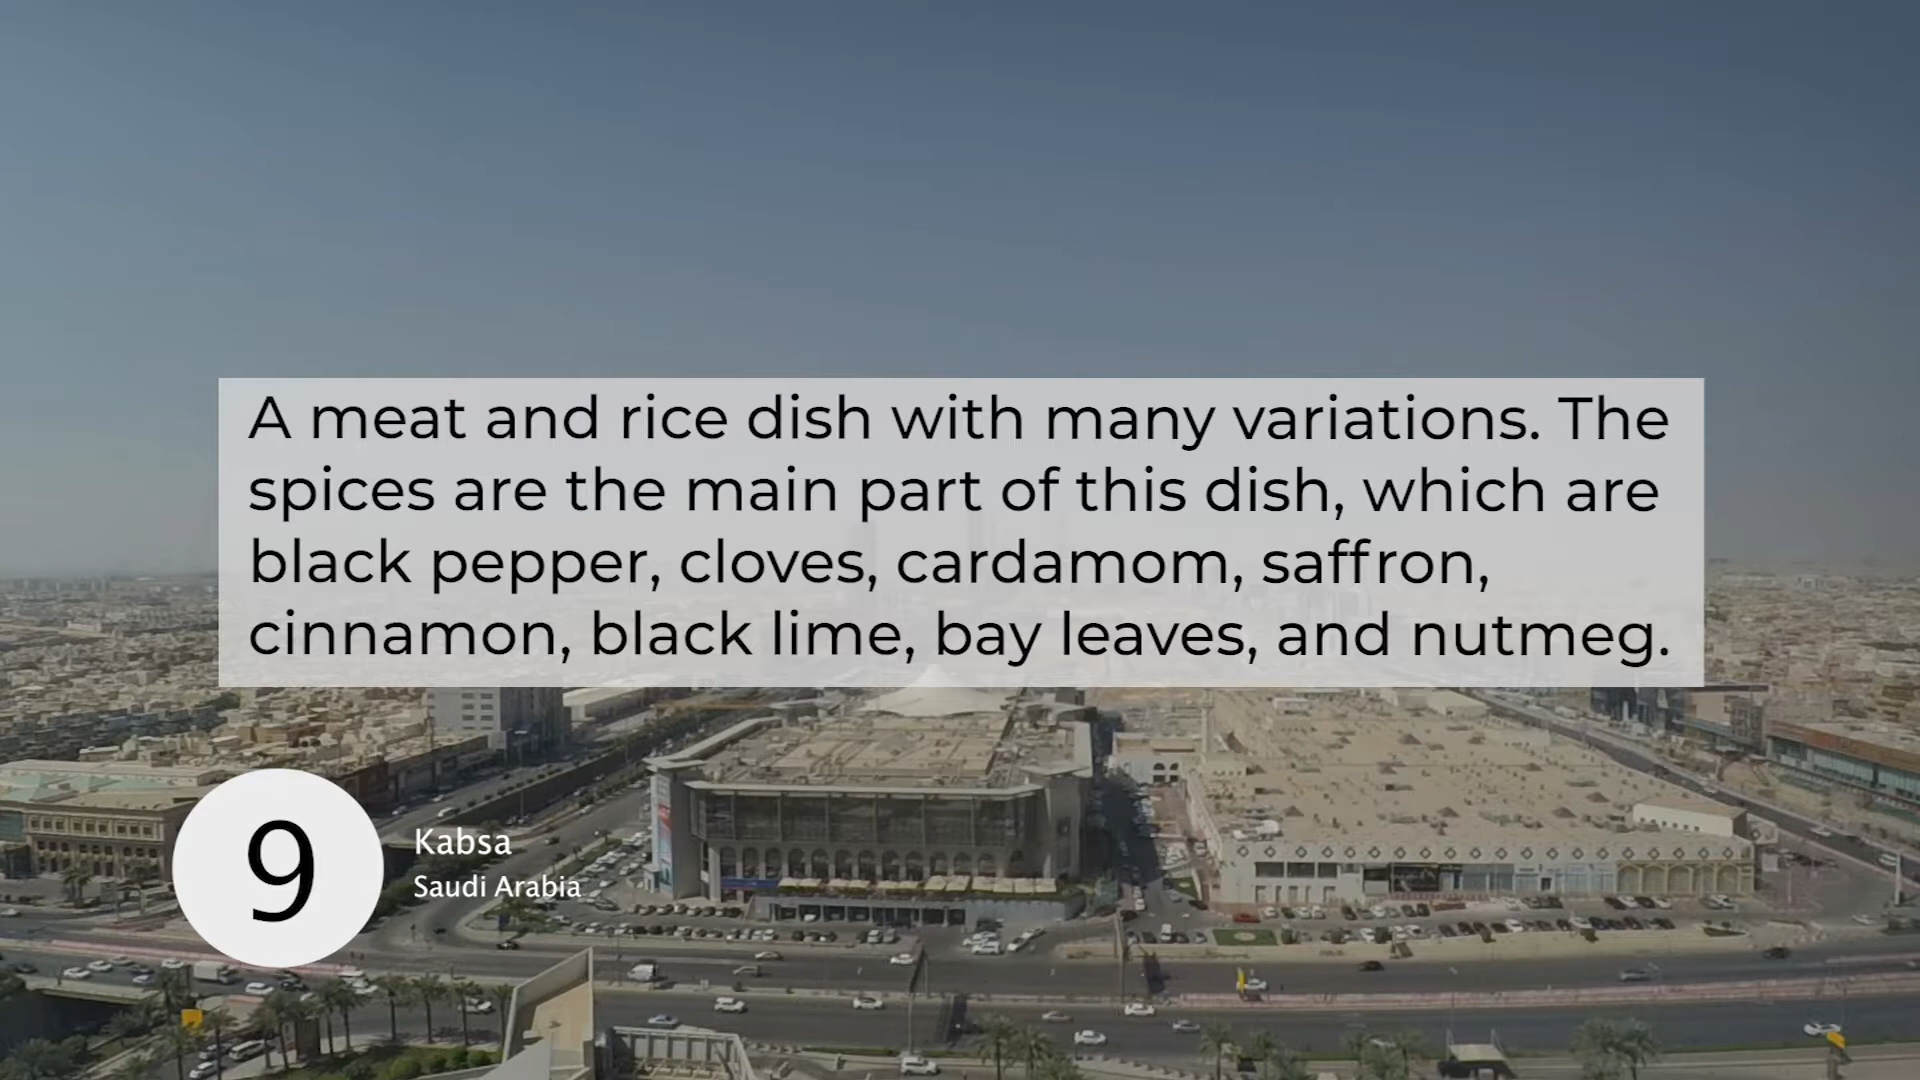 A meat and rice dish with many variations. The
spices are the main part of this dish, which are
black pepper, cloves, cardamom, saffron,
cinnamon, black lime, bay leaves, and nutmeg.
9
Kabsa
Saudi Arabia